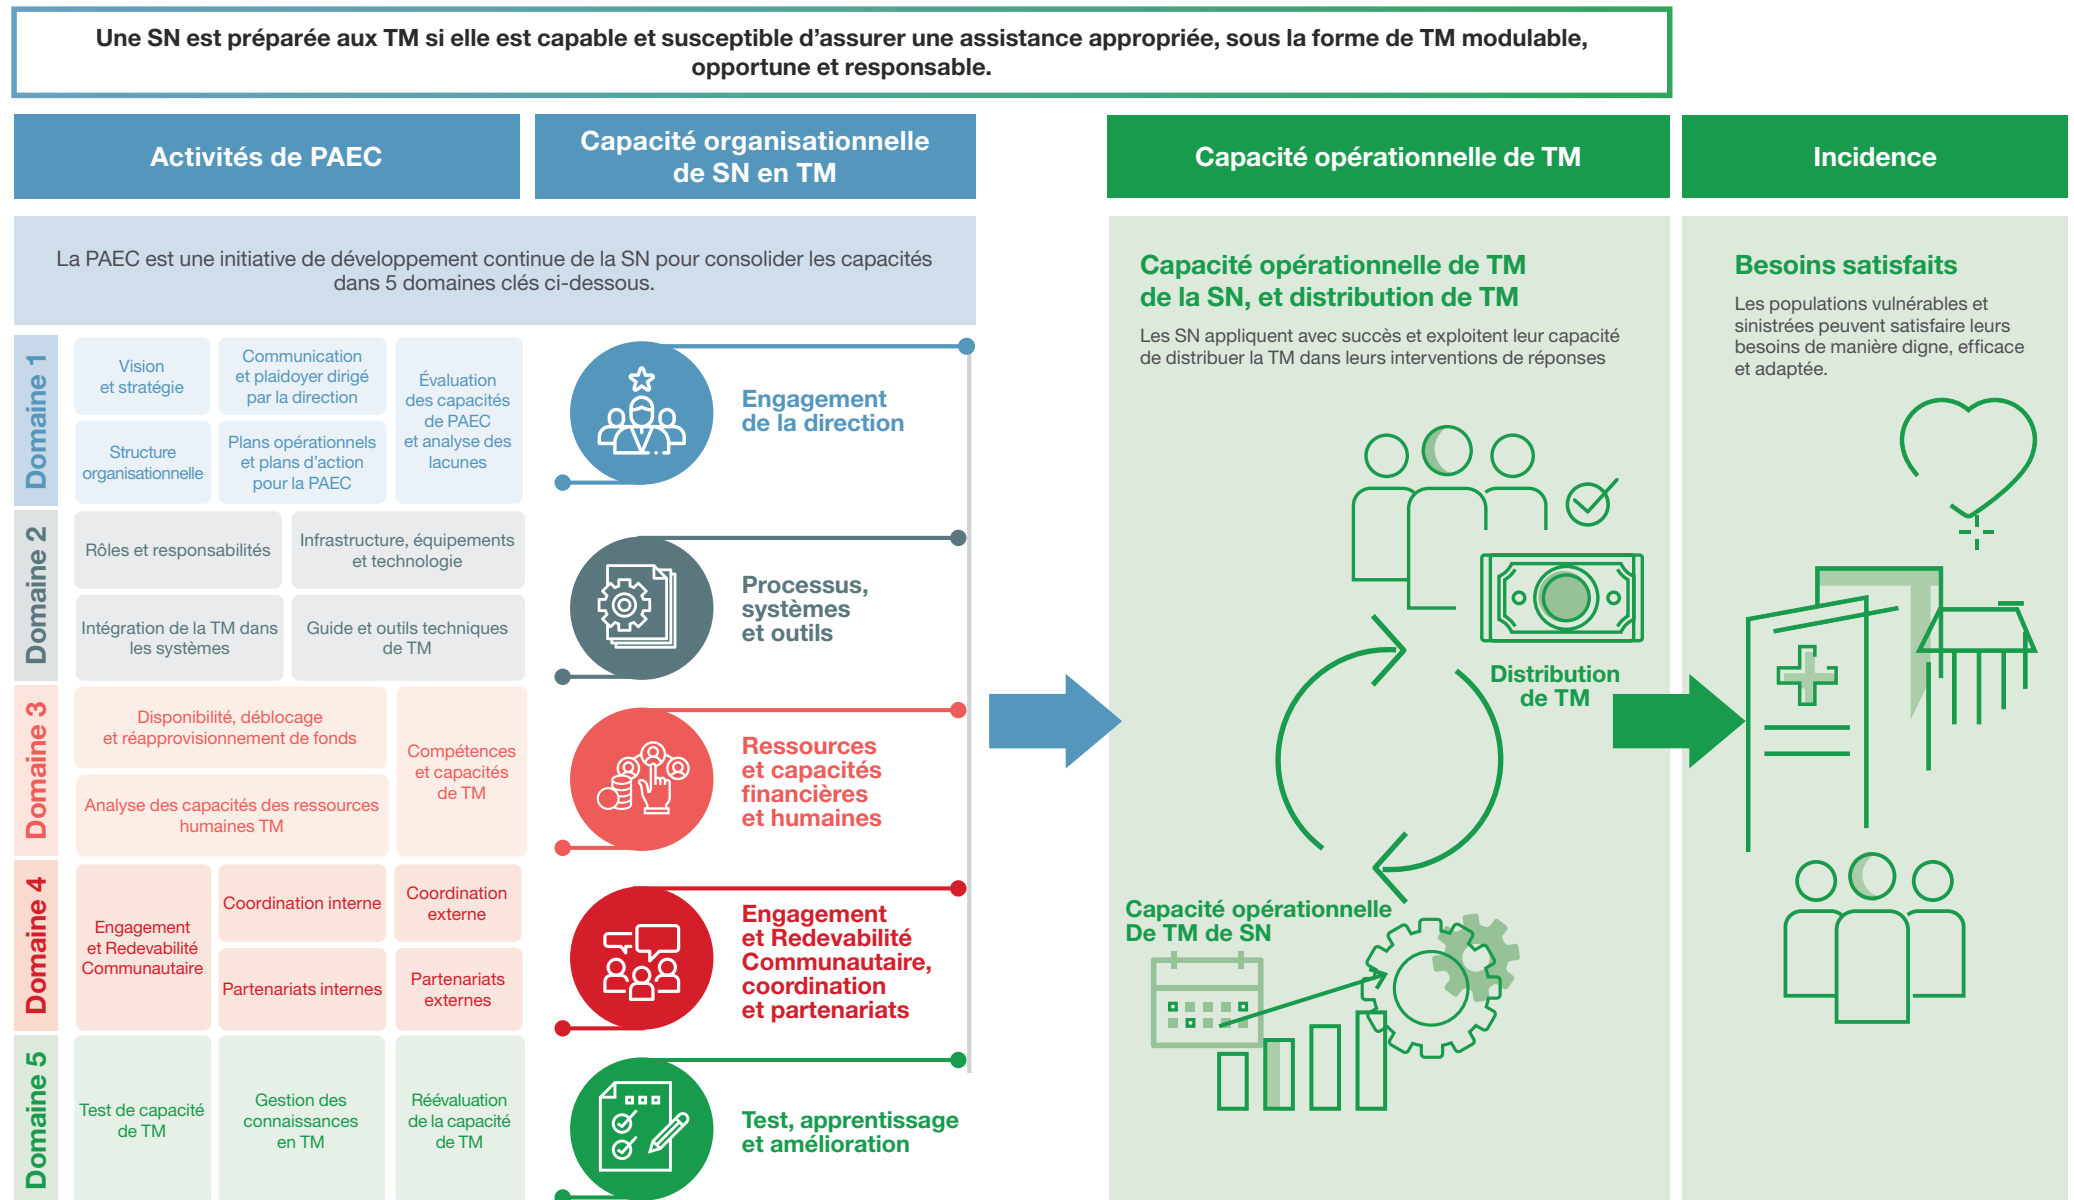 Une SN est préparée aux TM si elle est capable et susceptible d'assurer une assistance appropriée, sous la forme de TM modulable,
opportune et responsable.
Activités de PAEC
Capacité organisationnelle
de SN en TM
Capacité opérationnelle de TM
Incidence
La PAEC est une initiative de développement continue de la SN pour consolider les capacités
dans 5 domaines clés ci-dessous.
Domaine 1
Vision
et stratégie
Communication
et plaidoyer dirigé
par la direction
Évaluation
des capacités
de PAEC
et analyse des
lacunes
Structure
organisationnelle
Plans opérationnels
et plans d'action
pour la PAEC
Engagement
de la direction
Domaine 2
Rôles et responsabilités
Infrastructure, équipements
et technologie
Intégration de la TM dans
les systèmes
Guide et outils techniques
de TM
Processus,
systèmes
et outils
Domaine 3
Disponibilité, déblocage
et réapprovisionnement de fonds
Compétences
et capacités
de TM
Analyse des capacités des ressources
humaines TM
Ressources
et capacités
financières
et humaines
Domaine 4
Engagement
et Redevabilité
Communautaire
Coordination interne
Coordination
externe
Partenariats internes
Partenariats
externes
Engagement
et Redevabilité
Communautaire,
coordination
et partenariats
Domaine 5
Test de capacité
de TM
Gestion des
connaissances
en TM
Réévaluation
de la capacité
de TM
Test, apprentissage
et amélioration
Capacité opérationnelle de TM
de la SN, et distribution de TM
Les SN appliquent avec succès et exploitent leur capacité
de distribuer la TM dans leurs interventions de réponses
Distribution
de TM
Capacité opérationnelle
De TM de SN
Besoins satisfaits
Les populations vulnérables et
sinistrées peuvent satisfaire leurs
besoins de manière digne, efficace
et adaptée.